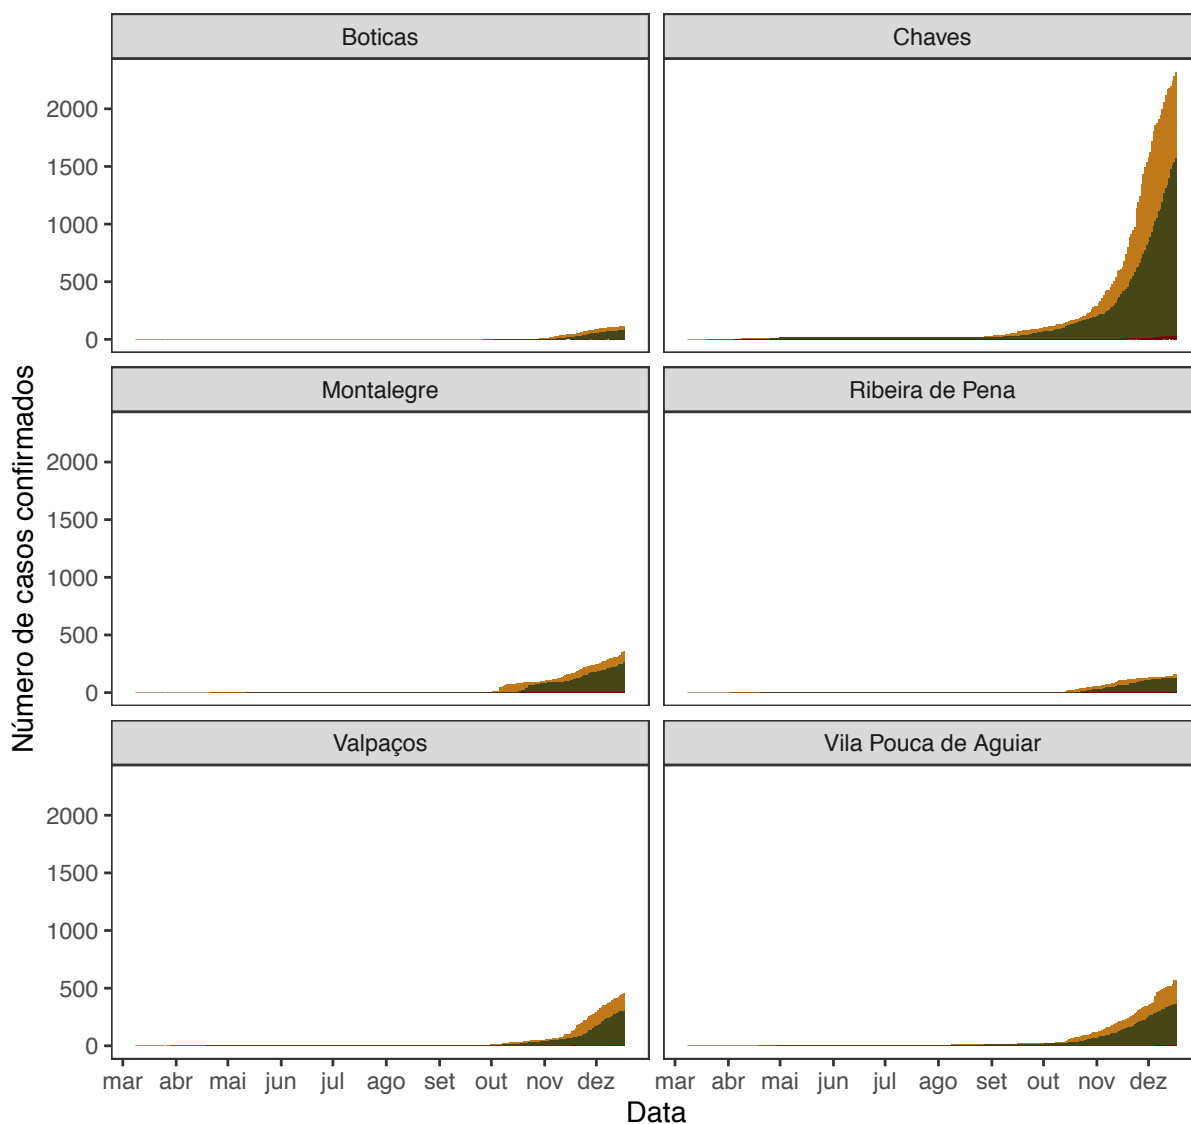 Boticas
Chaves
2000
1500
1000
500
0
Montalegre
Ribeira de Pena
2000
1500
1000
500
0
Valpaços
Vila Pouca de Aguiar
2000
1500
1000
500
0
mar abr mai jun jul ago set out nov dez
mar abr mai jun jul ago set out nov dez
Data
Número de casos confirmados